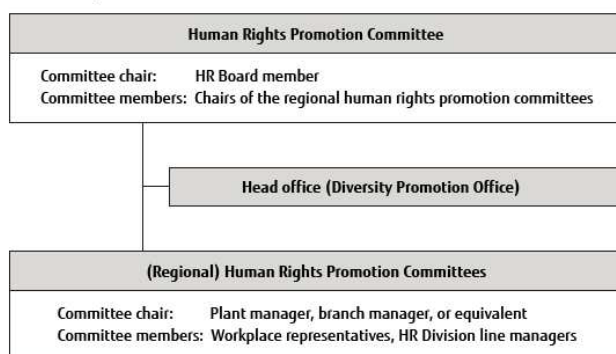 Human Rights Promotion Committee
Committee chair: HR Board member
Committee members: Chairs of the regional human rights promotion committees
Head office (Diversity Promotion Office)
(Regional) Human Rights Promotion Committees
Committee chair: Plant manager, branch manager, or equivalent
Committee members: Workplace representatives, HR Division line managers